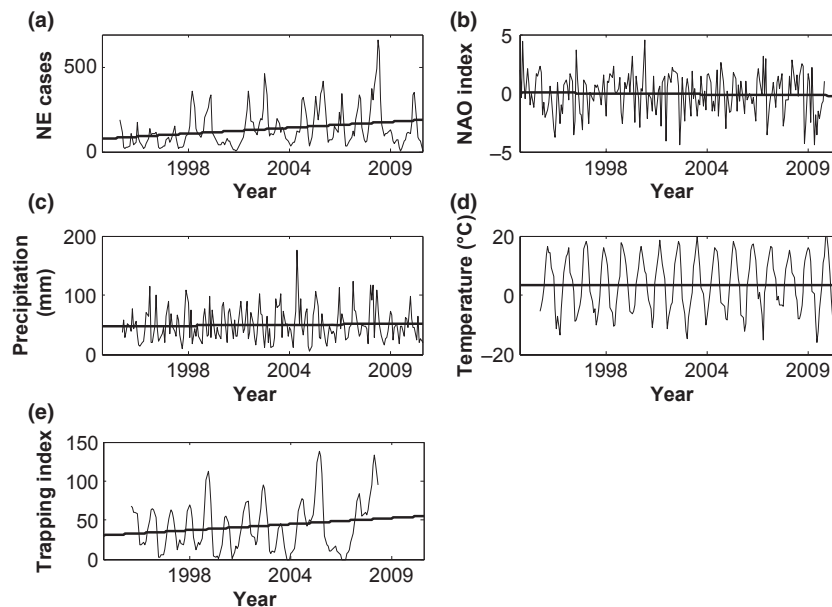 (a)
NE cases
500
0
1998
2004
2009
Year
(b)
NAO index
5
0
–5
1998
2004
2009
Year
(c)
Precipitation
(mm)
200
100
0
1998
2004
2009
Year
(d)
Temperature (°C)
20
0
–20
1998
2004
2009
Year
(e)
Trapping index
150
100
50
0
1998
2004
2009
Year